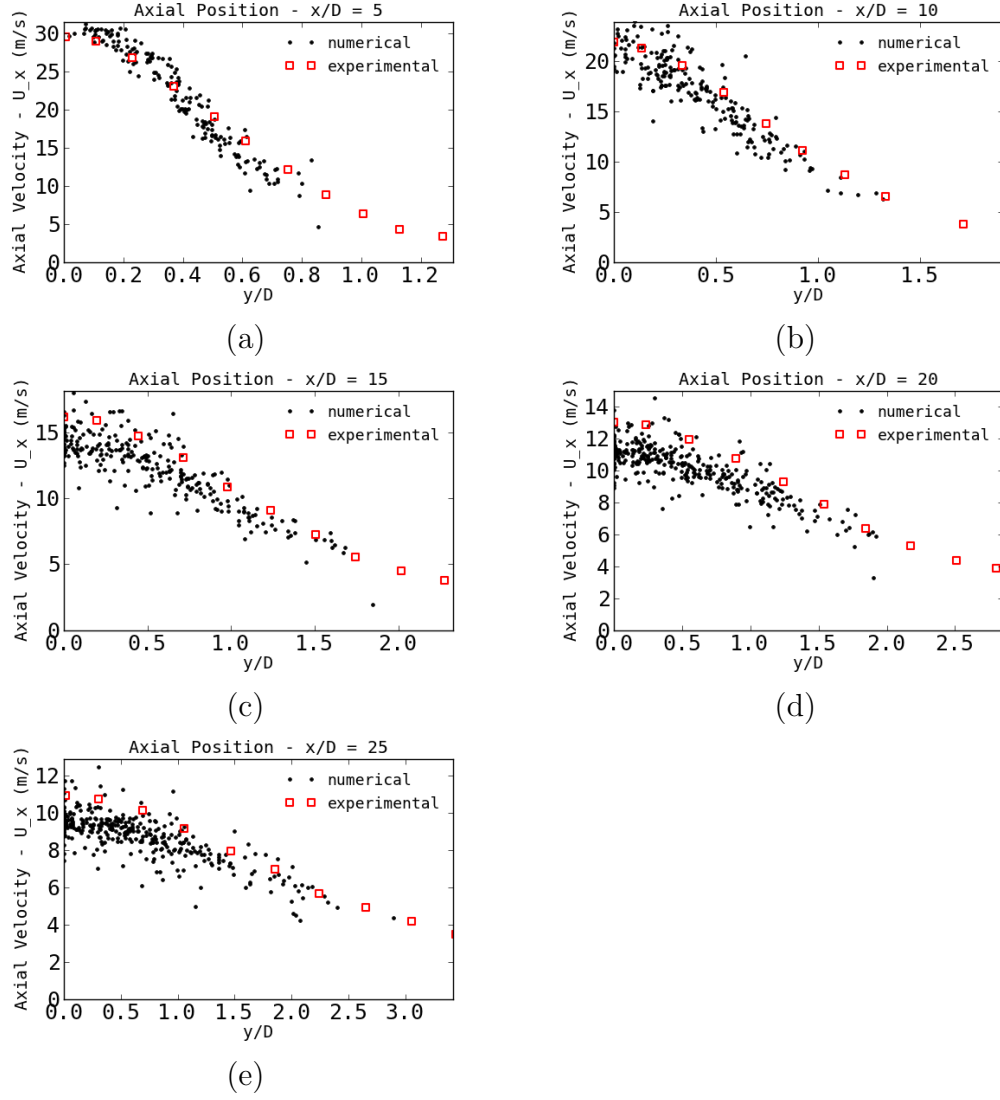 Axial Position - x/D = 5
Axial Velocity - U_x (m/s)
30
25
20
15
10
5
0
numerical
experimental
0.0 0.2 0.4 0.6 0.8 1.0 1.2
y/D
(a)
Axial Position - x/D = 10
Axial Velocity - U_x (m/s)
20
15
10
5
0
numerical
experimental
0.0 0.5 1.0 1.5
y/D
(b)
Axial Position - x/D = 15
Axial Velocity - U_x (m/s)
15
10
5
0
numerical
experimental
0.0 0.5 1.0 1.5 2.0
y/D
(c)
Axial Position - x/D = 20
Axial Velocity - U_x (m/s)
14
12
10
8
6
4
2
0
numerical
experimental
0.0 0.5 1.0 1.5 2.0 2.5
y/D
(d)
Axial Position - x/D = 25
Axial Velocity - U_x (m/s)
12
10
8
6
4
2
0
numerical
experimental
0.0 0.5 1.0 1.5 2.0 2.5 3.0
y/D
(e)